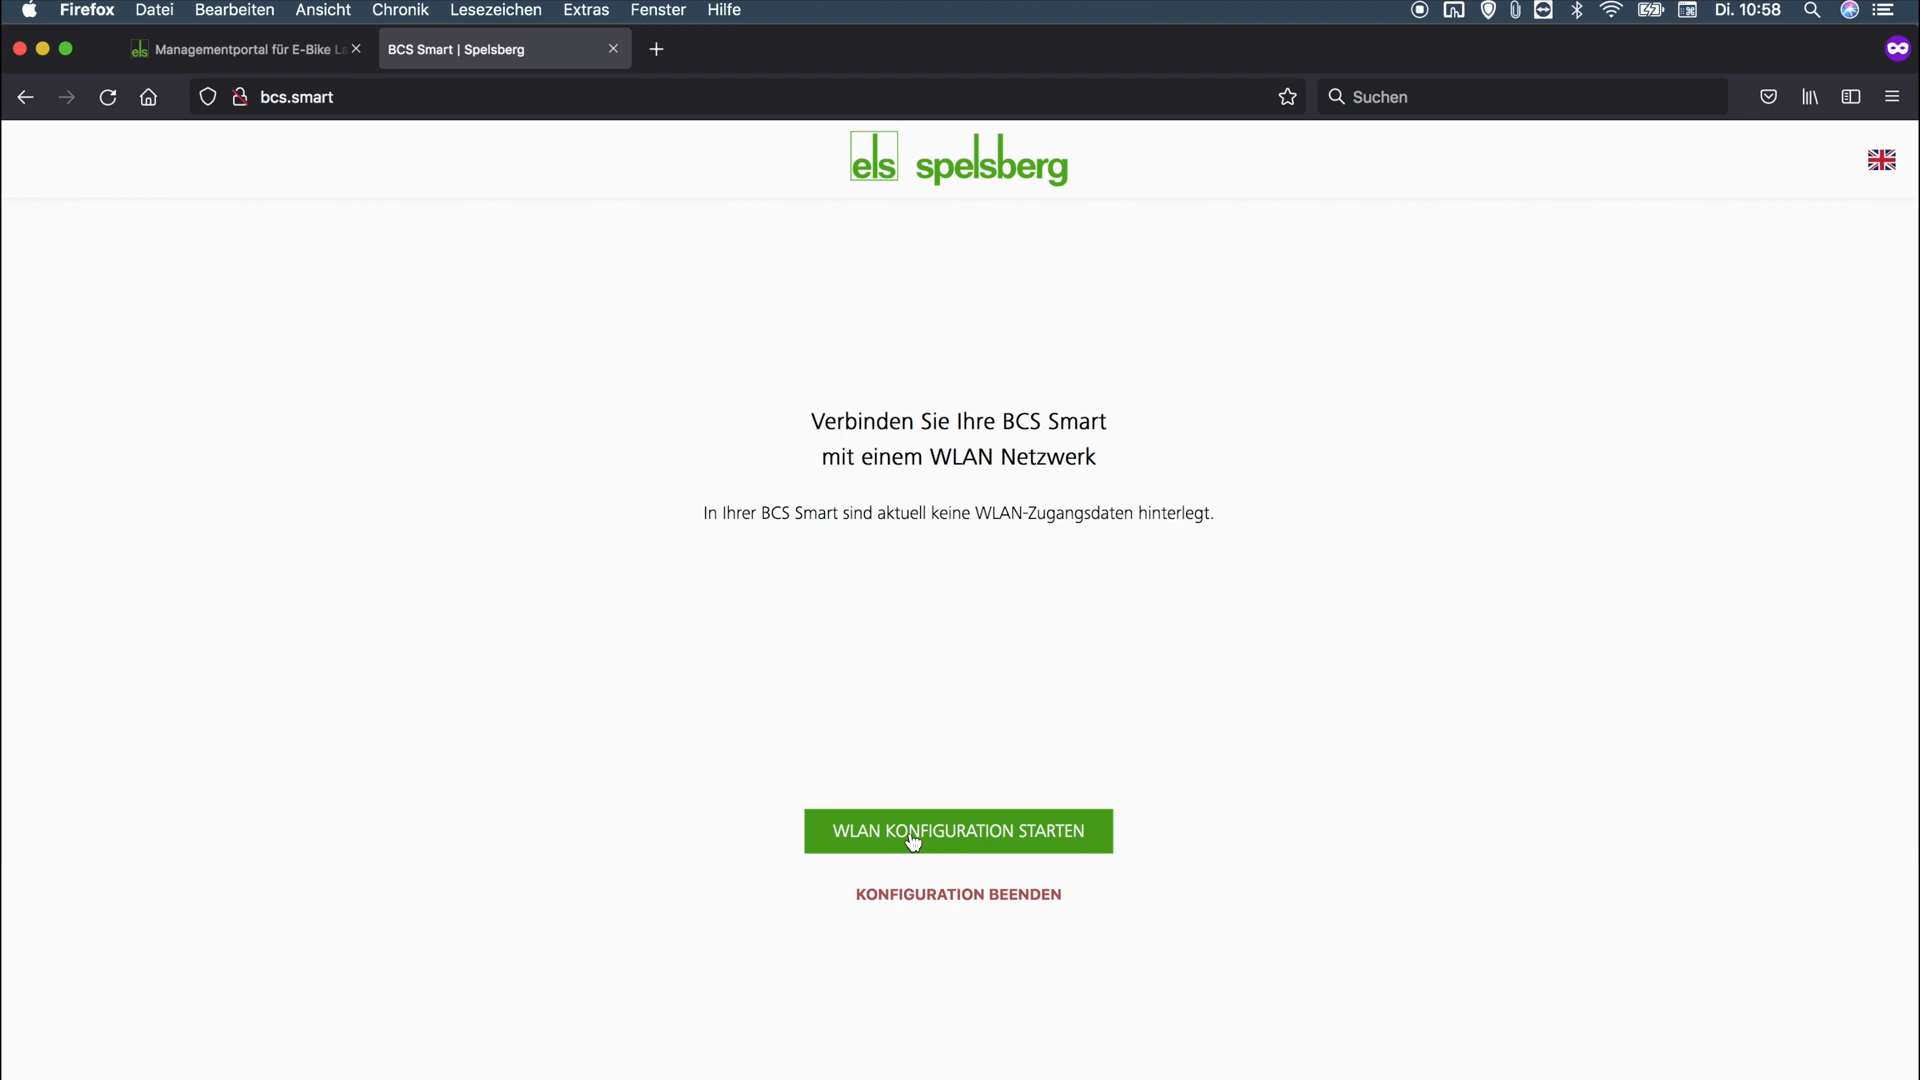 Firefox Datei Bearbeiten Ansicht Chronik Lesezeichen Extras Fenster Hilfe Di. 10:58
els Managementportal für E-Bike La BCS Smart | Spelsberg
bcs.smart Suchen
els spelsberg
Verbinden Sie Ihre BCS Smart
mit einem WLAN Netzwerk
In Ihrer BCS Smart sind aktuell keine WLAN-Zugangsdaten hinterlegt.
WLAN KONFIGURATION STARTEN
KONFIGURATION BEENDEN